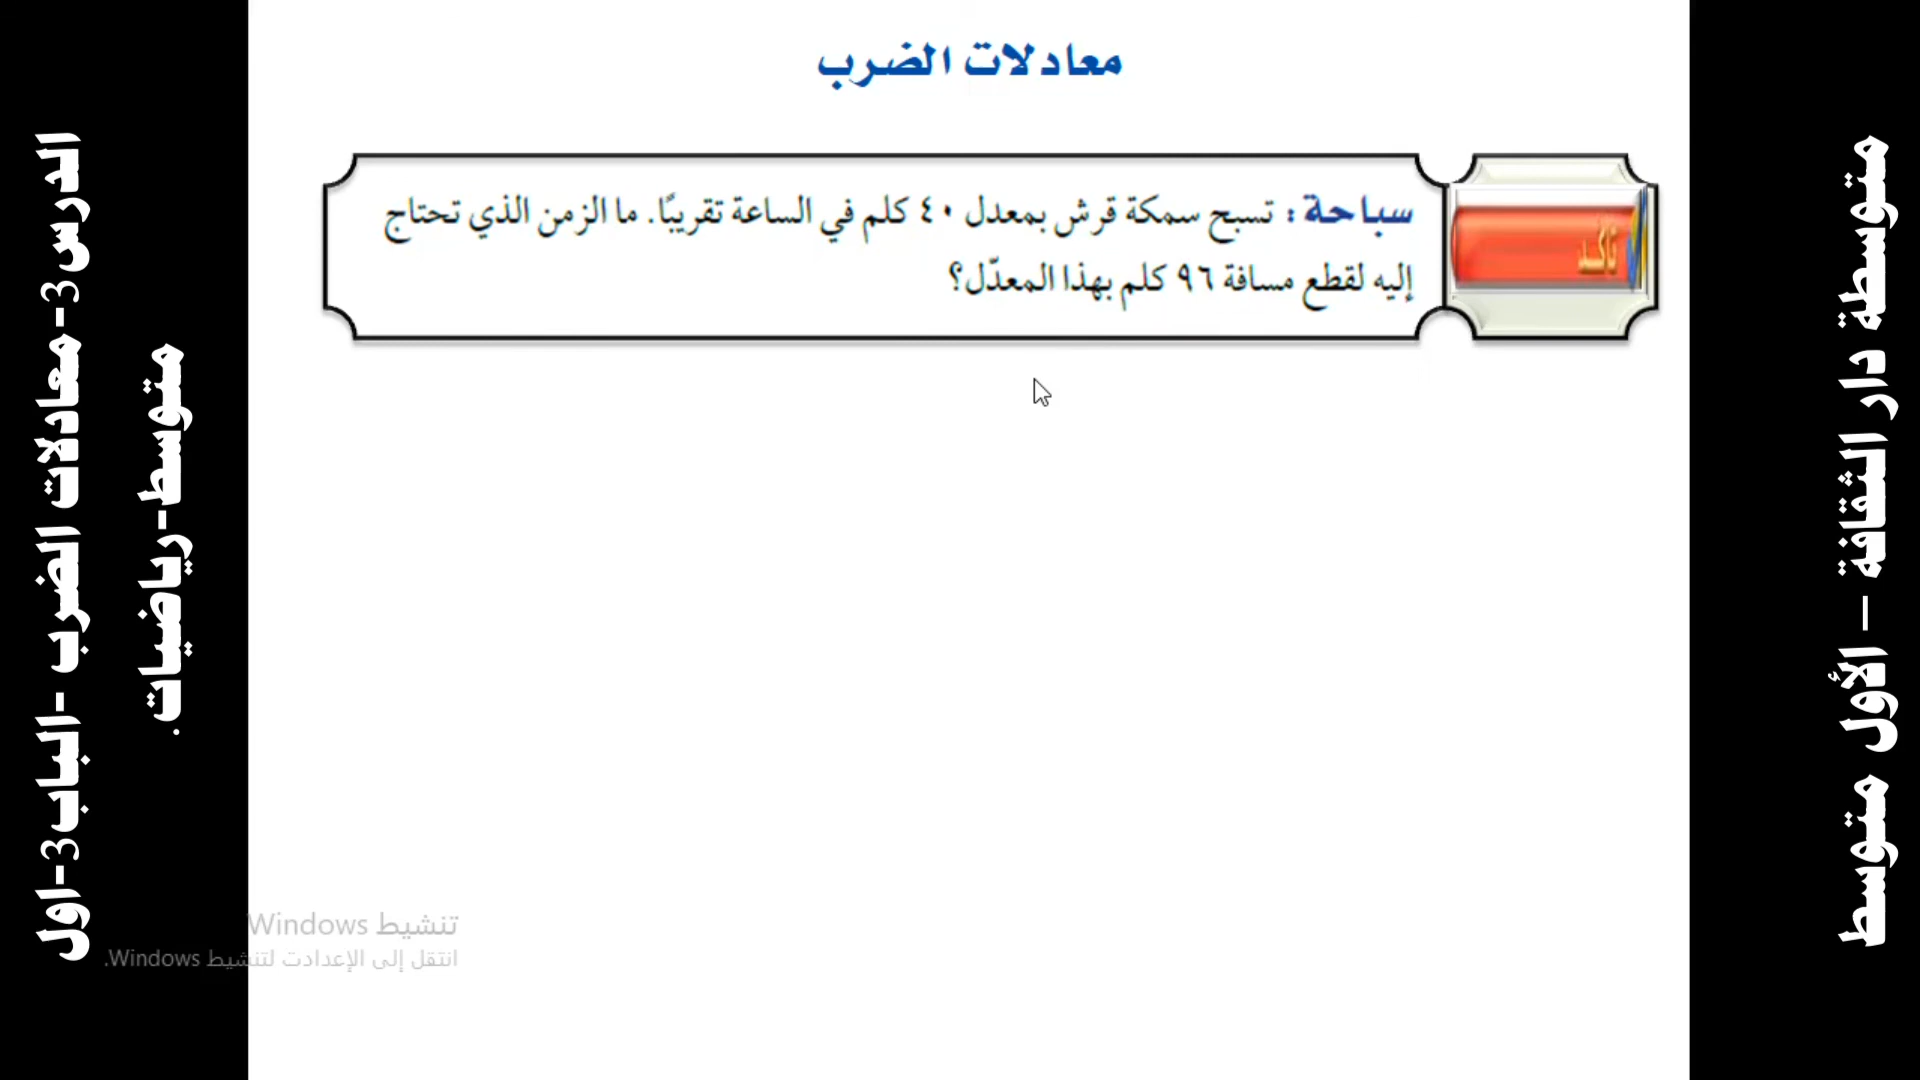 معادلات الضرب
تأكد
سباحة: تسبح سمكة قرش بمعدل ٤٠ كلم في الساعة تقريبًا. ما الزمن الذي تحتاج
إليه لقطع مسافة ٩٦ كلم بهذا المعدّل؟
متوسطة دار الثقافة – الأول متوسط
الدرس3-معادلات الضرب -الباب3-اول
متوسط-رياضيات.
تنشيط Windows
انتقل إلى الإعدادت لتنشيط Windows.